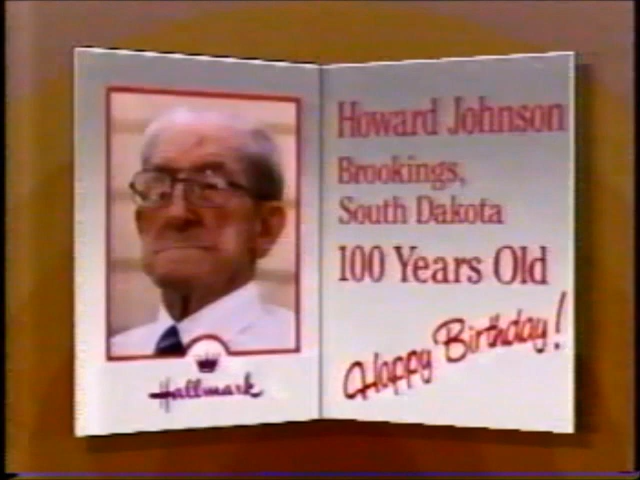 Hallmark
Howard Johnson
Brookings,
South Dakota
100 Years Old
Happy Birthday!